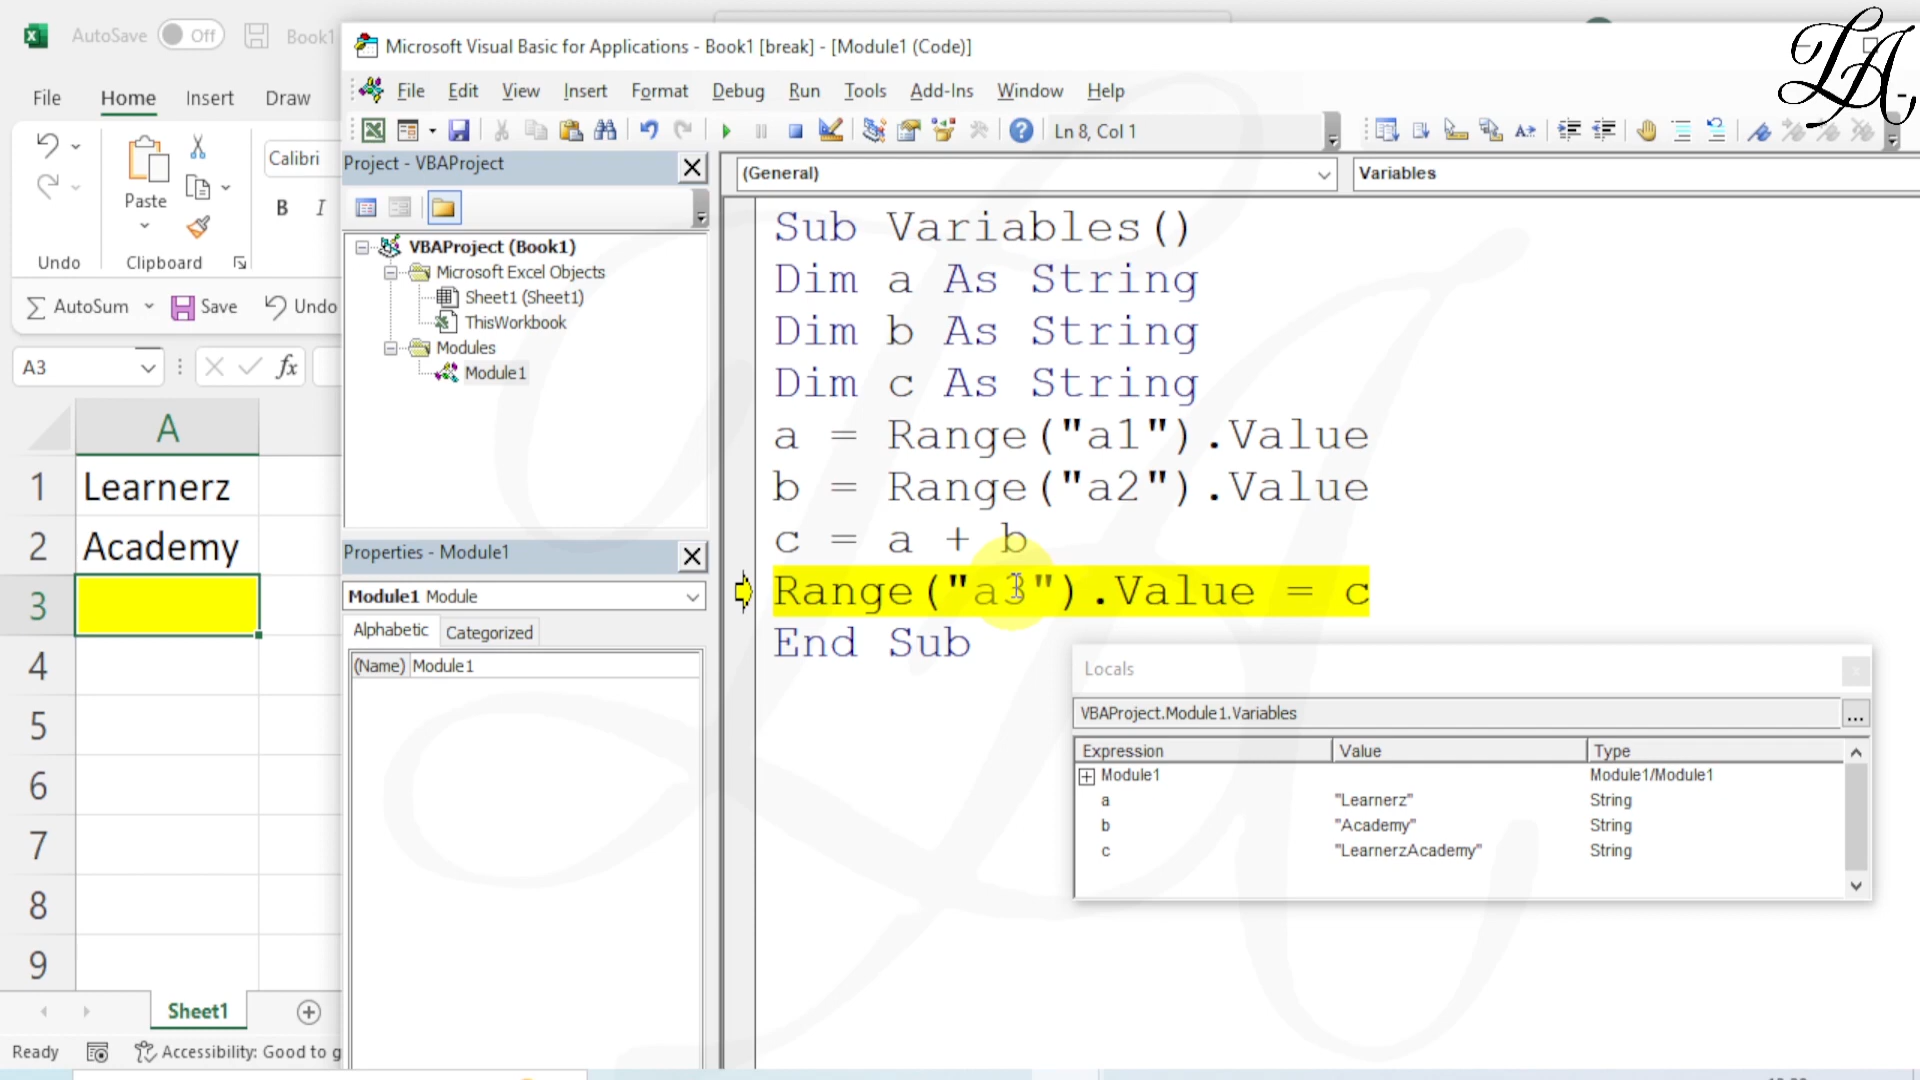 AutoSave Off Book1
Microsoft Visual Basic for Applications - Book1 [break] - [Module1 (Code)]
LA
File Home Insert Draw
File Edit View Insert Format Debug Run Tools Add-Ins Window Help
Ln 8, Col 1
Paste
Calibri
B I
Undo Clipboard
AutoSum Save Undo
A3 fx
Project - VBAProject
VBAProject (Book1)
Microsoft Excel Objects
Sheet1 (Sheet1)
ThisWorkbook
Modules
Module1
Properties - Module1
Module1 Module
Alphabetic Categorized
(Name) Module1
(General) Variables
Sub Variables()
Dim a As String
Dim b As String
Dim c As String
a = Range("a1").Value
b = Range("a2").Value
c = a + b
Range("a3").Value = c
End Sub
A
1 Learnerz
2 Academy
3
4
5
6
7
8
9
Locals
VBAProject.Module1.Variables
...
Expression Value Type
Module1 Module1/Module1
a "Learnerz" String
b "Academy" String
c "LearnerzAcademy" String
Sheet1
Ready Accessibility: Good to g